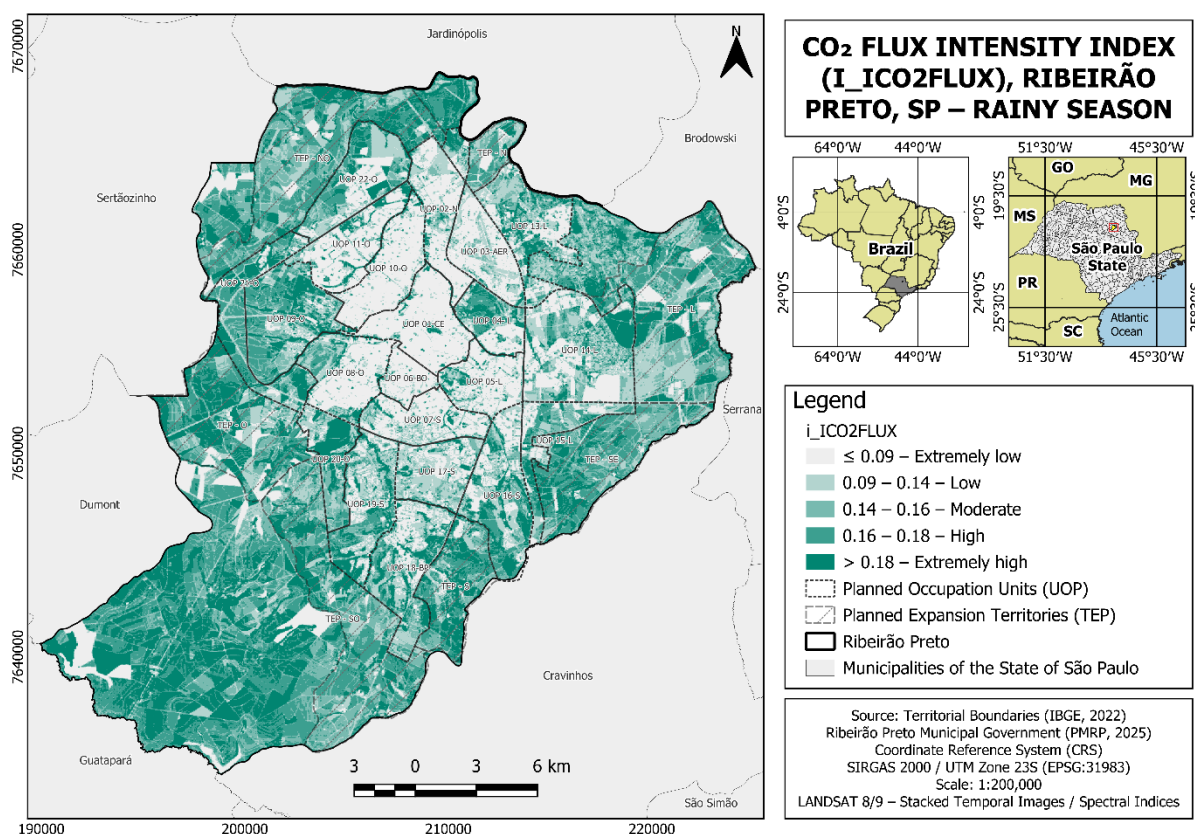 7670000
7660000
7650000
7640000
190000
200000
210000
220000
Jardinópolis
Brodowski
Sertãozinho
Serrana
Dumont
Cravinhos
Guatapará
São Simão
N
TEP - NO
TEP - N
UOP 22-O
UOP 02-N
UOP 13-L
UOP 11-O
UOP 03-AER
UOP 10-O
TEP - L
UOP 09-O
UOP 01-CE
UOP 14-L
UOP 08-O
UOP 06-BO
UOP 05-L
UOP 07-S
TEP - O
UOP 15-L
TEP - SE
UOP 20-O
UOP 17-S
UOP 16-S
UOP 19-S
TEP - S
TEP - SO
3 0 3 6 km
CO₂ FLUX INTENSITY INDEX
(I_ICO2FLUX), RIBEIRÃO
PRETO, SP – RAINY SEASON
64°0'W 44°0'W
4°0'S
24°0'S
4°0'S
24°0'S
Brazil
64°0'W 44°0'W
51°30'W 45°30'W
19°30'S
25°30'S
19°30'S
25°30'S
GO
MG
MS
São Paulo
State
PR
SC
Atlantic
Ocean
51°30'W 45°30'W
Legend
i_ICO2FLUX
≤ 0.09 – Extremely low
0.09 – 0.14 – Low
0.14 – 0.16 – Moderate
0.16 – 0.18 – High
> 0.18 – Extremely high
Planned Occupation Units (UOP)
Planned Expansion Territories (TEP)
Ribeirão Preto
Municipalities of the State of São Paulo
Source: Territorial Boundaries (IBGE, 2022)
Ribeirão Preto Municipal Government (PMRP, 2025)
Coordinate Reference System (CRS)
SIRGAS 2000 / UTM Zone 23S (EPSG:31983)
Scale: 1:200,000
LANDSAT 8/9 – Stacked Temporal Images / Spectral Indices